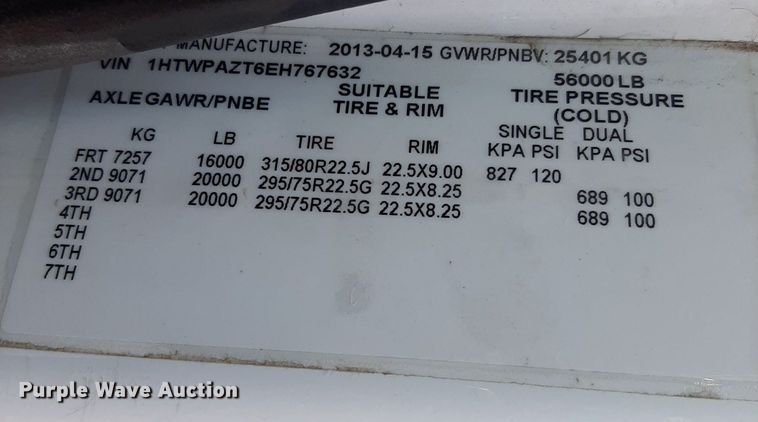 MANUFACTURE: 2013-04-15 GVWR/PNBV: 25401 KG
VIN 1HTWPAZT6EH767632 56000 LB
AXLE GAWR/PNBE SUITABLE TIRE PRESSURE
TIRE & RIM (COLD)
SINGLE DUAL
KG LB TIRE RIM KPA PSI KPA PSI
FRT 7257 16000 315/80R22.5J 22.5X9.00 827 120
2ND 9071 20000 295/75R22.5G 22.5X8.25 689 100
3RD 9071 20000 295/75R22.5G 22.5X8.25 689 100
4TH
5TH
6TH
7TH
Purple Wave Auction